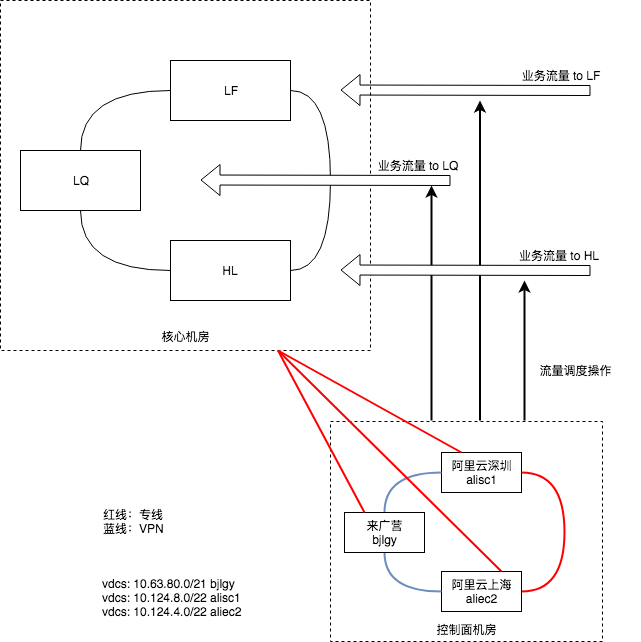 业务流量 to LF
LF
业务流量 to LQ
LQ
业务流量 to HL
HL
核心机房
流量调度操作
阿里云深圳
alisc1
来广营
bjlgy
阿里云上海
aliec2
控制面机房
红线：专线
蓝线：VPN
vdcs: 10.63.80.0/21 bjlgy
vdcs: 10.124.8.0/22 alisc1
vdcs: 10.124.4.0/22 aliec2